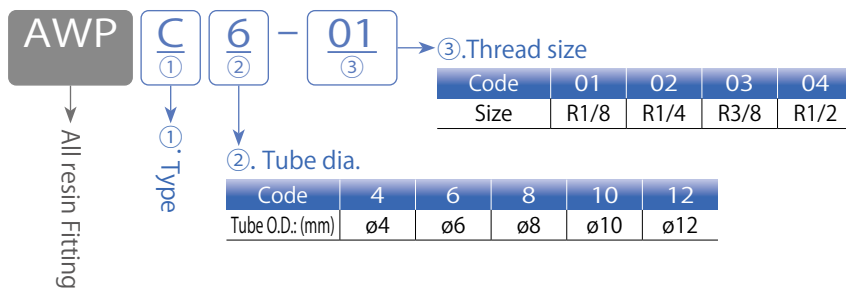 AWP C 6 - 01
① ② ③
③.Thread size
Code 01 02 03 04
Size R1/8 R1/4 R3/8 R1/2
All resin Fitting
①. Type
②. Tube dia.
Code 4 6 8 10 12
Tube O.D.: (mm) ø4 ø6 ø8 ø10 ø12